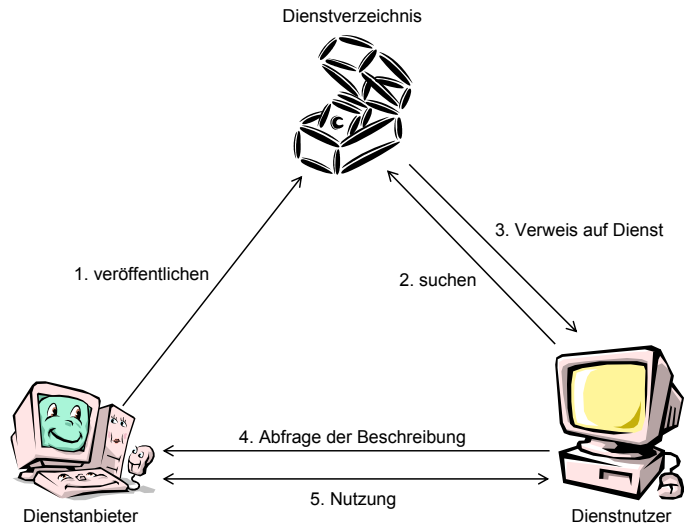 Dienstverzeichnis
3. Verweis auf Dienst
1. veröffentlichen
2. suchen
4. Abfrage der Beschreibung
5. Nutzung
Dienstanbieter
Dienstnutzer